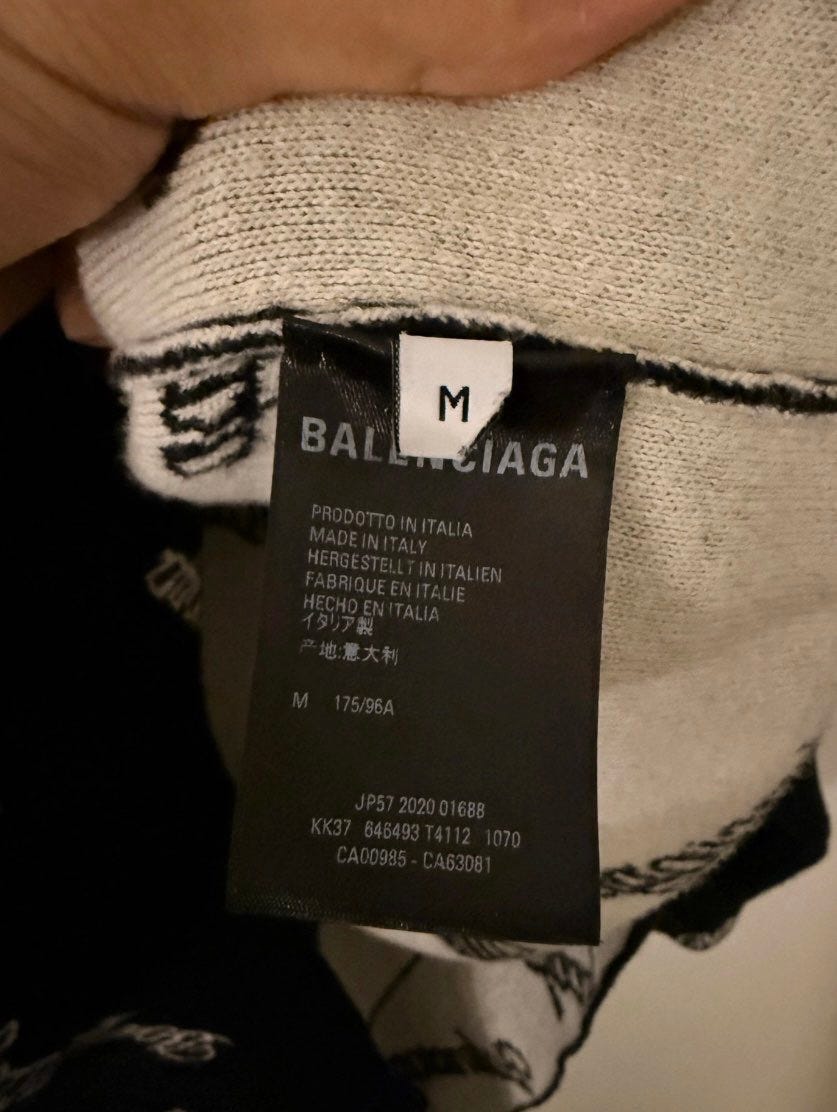 M
BALENCIAGA
PRODOTTO IN ITALIA
MADE IN ITALY
HERGESTELLT IN ITALIEN
FABRIQUE EN ITALIE
HECHO EN ITALIA
イタリア製
产地:意大利
M 175/96A
JP57 2020 01688
KK37 646493 T4112 1070
CA00985 - CA63081